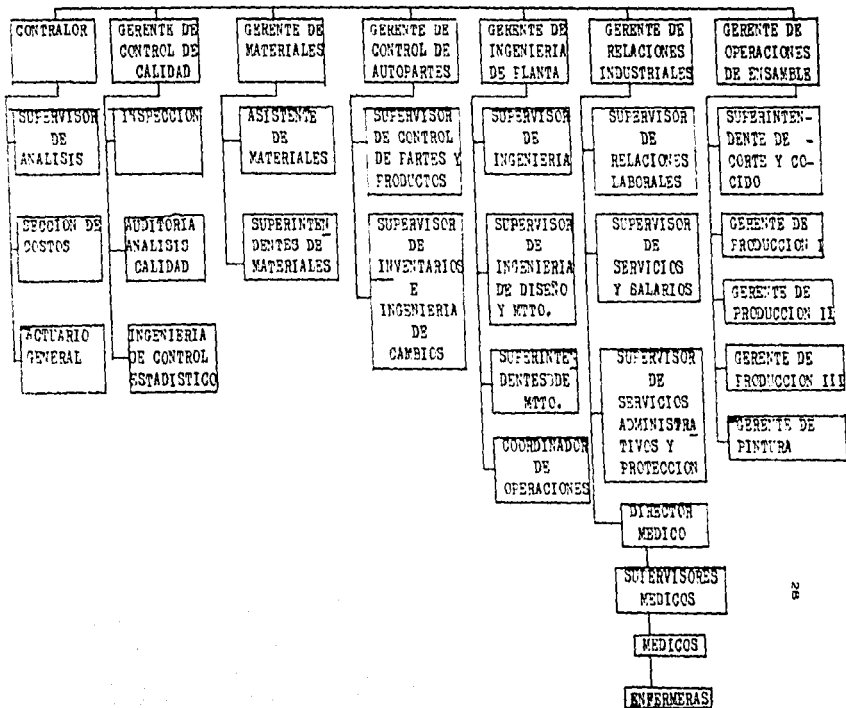 CONTRALOR
GERENTE DE
CONTROL DE
CALIDAD
GERENTE DE
MATERIALES
GERENTE DE
CONTROL DE
AUTOPARTES
GERENTE DE
INGENIERIA
DE PLANTA
GERENTE DE
RELACIONES
INDUSTRIALES
GERENTE DE
OPERACIONES
DE ENSAMBLE
SUPERVISOR
DE
ANALISIS
SECCION DE
COSTOS
ACTUARIO
GENERAL
INSPECCION
AUDITORIA
ANALISIS
CALIDAD
INGENIERIA
DE CONTROL
ESTADISTICO
ASISTENTE
DE
MATERIALES
SUPERINTEN
DENTES DE
MATERIALES
SUPERVISOR
DE CONTROL
DE PARTES Y
PRODUCTOS
SUPERVISOR
DE
INVENTARIOS
E
INGENIERIA
DE
CAMBIOS
SUPERVISOR
DE
INGENIERIA
SUPERVISOR
DE
INGENIERIA
DE DISEÑO
Y MTTO.
SUPERINTEN
DENTES DE
MTTO.
COORDINADOR
DE
OPERACIONES
SUPERVISOR
DE
RELACIONES
LABORALES
SUPERVISOR
DE
SERVICIOS
Y SALARIOS
SUPERVISOR
DE
SERVICIOS
ADMINISTRA
TIVOS Y
PROTECCION
DIRECTOR
MEDICO
SUPERVISORES
MEDICOS
MEDICOS
ENFERMERAS
SUPERINTEN-
DENTE DE -
CORTE Y CO-
CIDO
GERENTE DE
PRODUCCION I
GERENTE DE
PRODUCCION II
GERENTE DE
PRODUCCION III
GERENTE DE
PINTURA
28